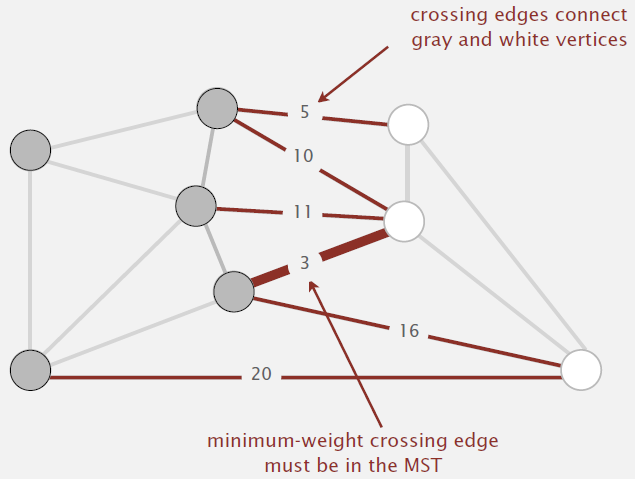 crossing edges connect
gray and white vertices
5
10
11
3
16
20
minimum-weight crossing edge
must be in the MST